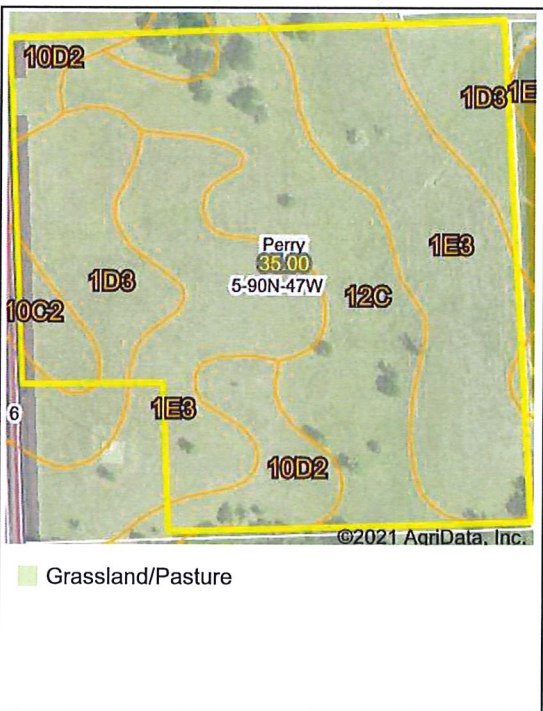 10D2
1D3
1E
Perry
35.00
5-90N-47W
1E3
1D3
12C
10C2
6
1E3
10D2
©2021 AgriData, Inc.
Grassland/Pasture